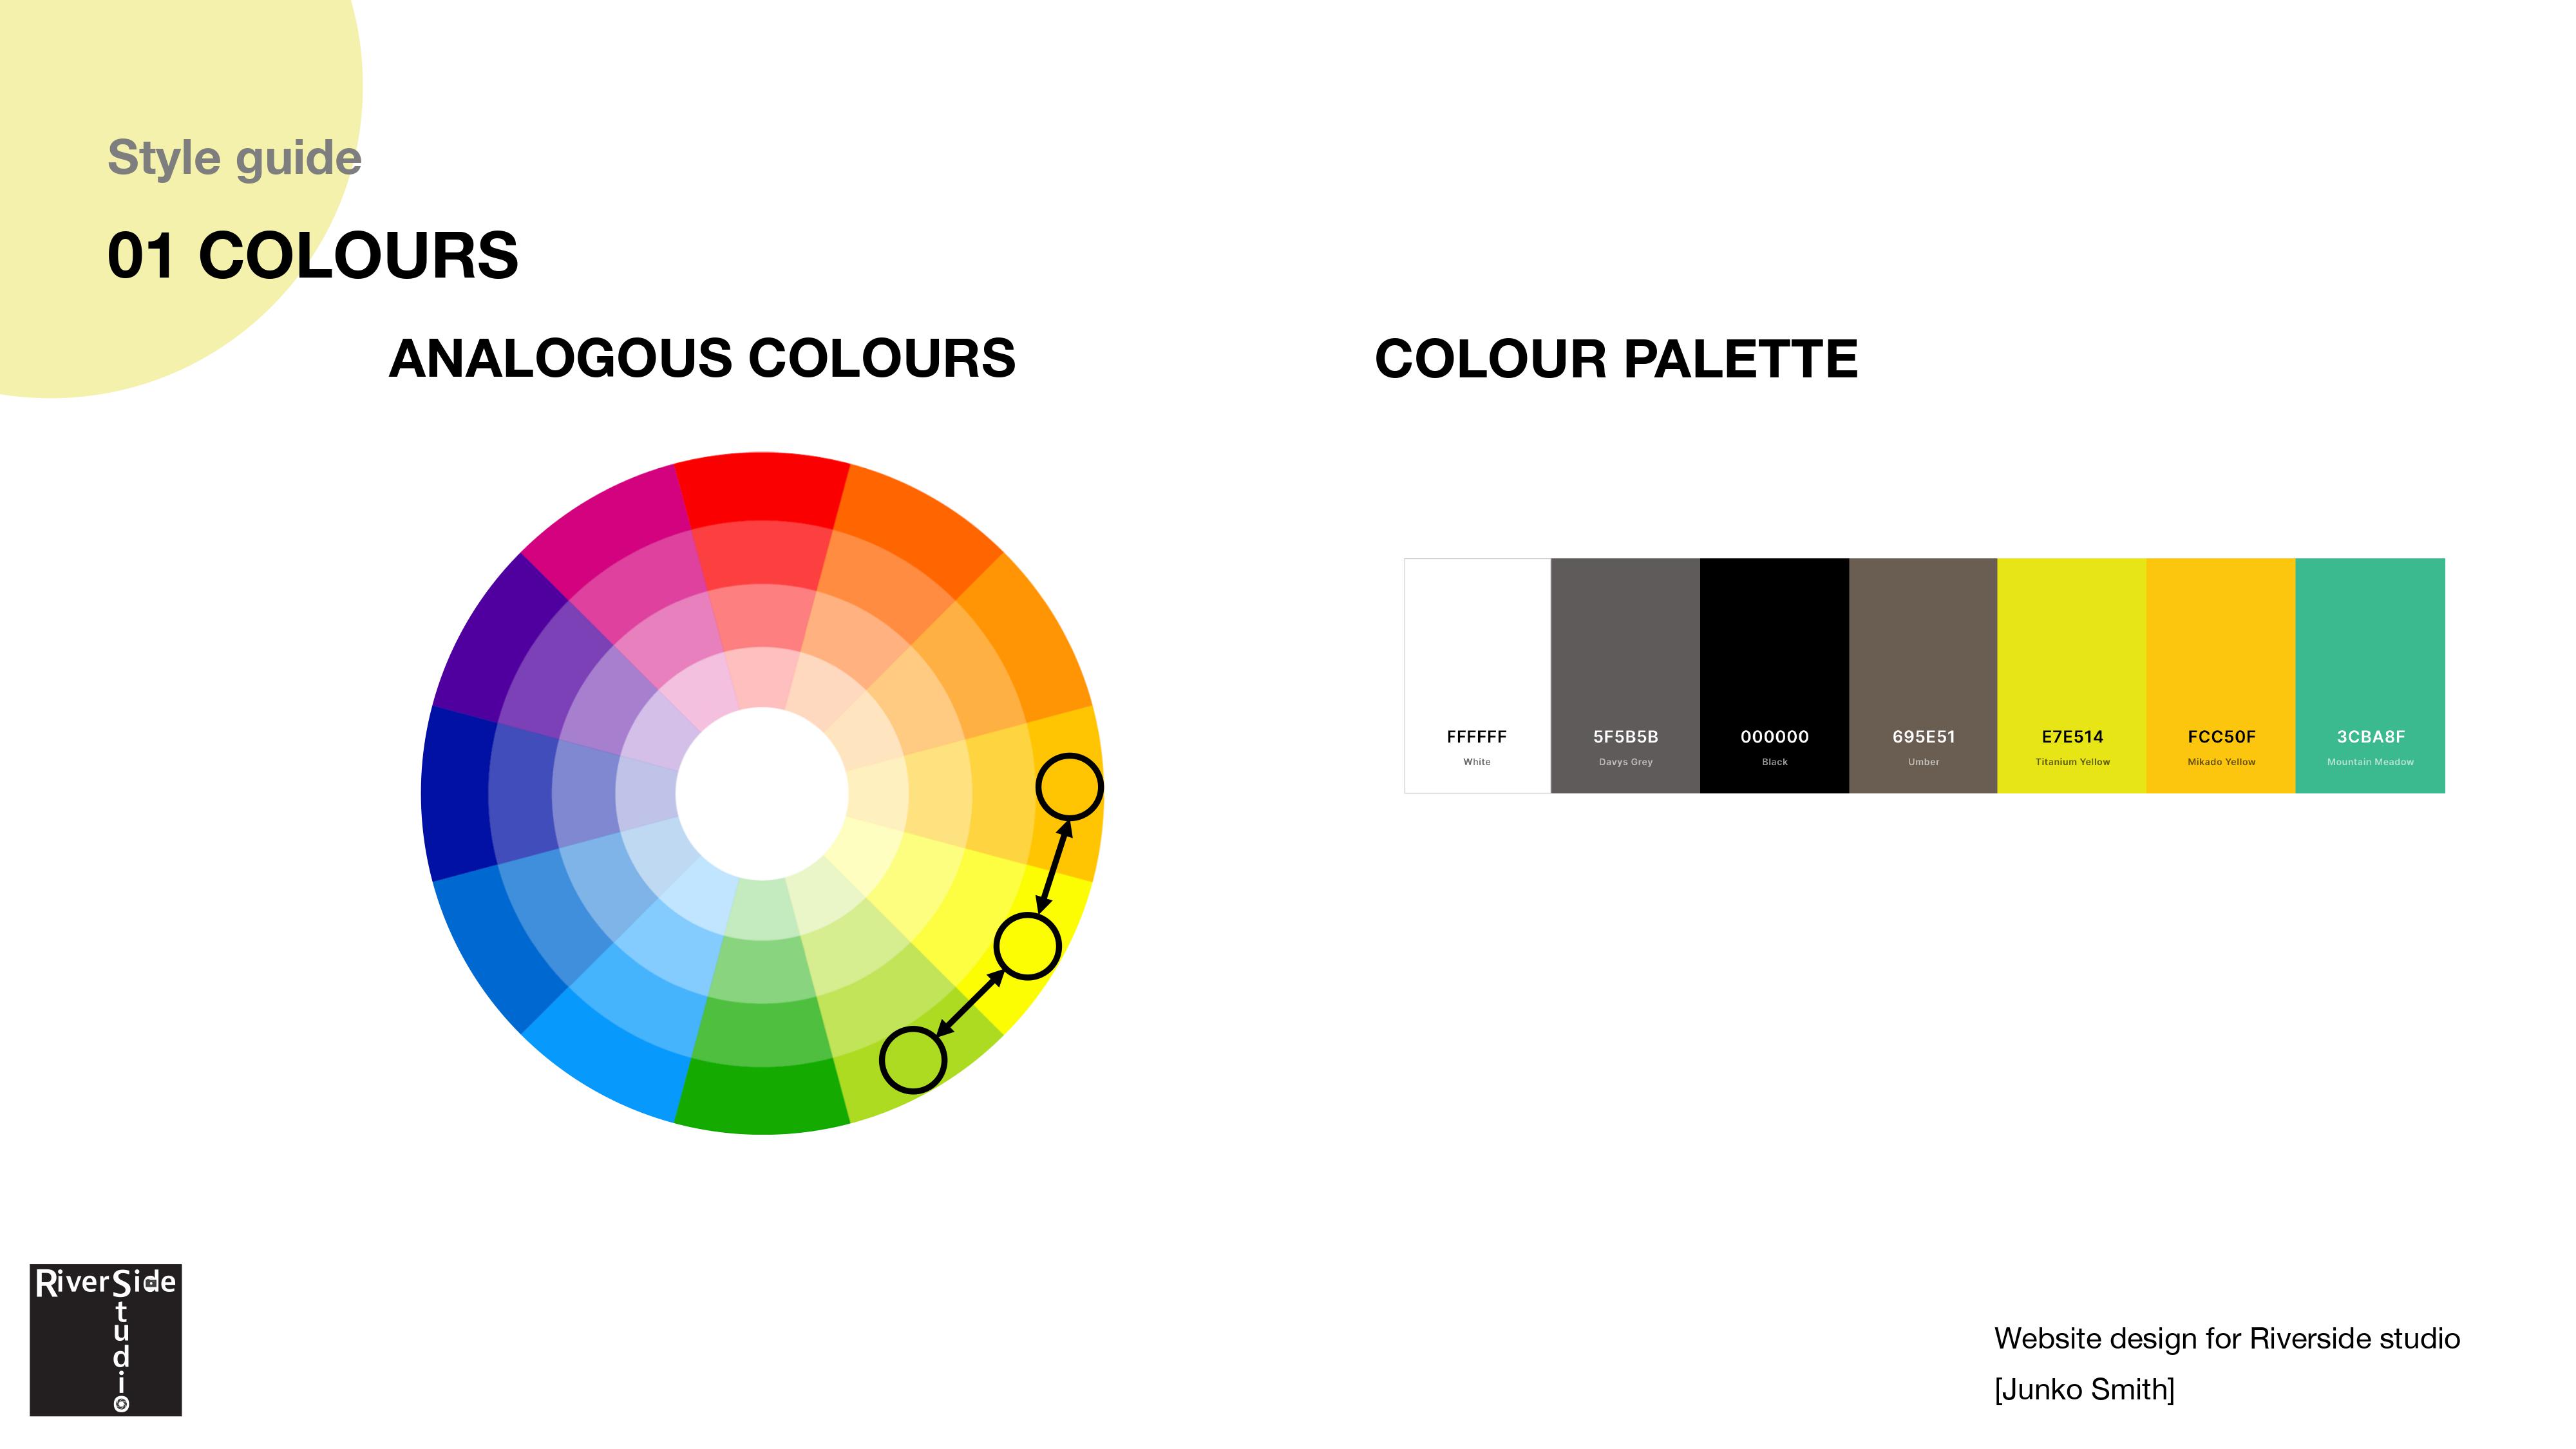 Style guide
01 COLOURS
ANALOGOUS COLOURS
COLOUR PALETTE
FFFFFF
White
5F5B5B
Davys Grey
000000
Black
695E51
Umber
E7E514
Titanium Yellow
FCC50F
Mikado Yellow
3CBA8F
Mountain Meadow
RiverSide
Studio
Website design for Riverside studio
[Junko Smith]